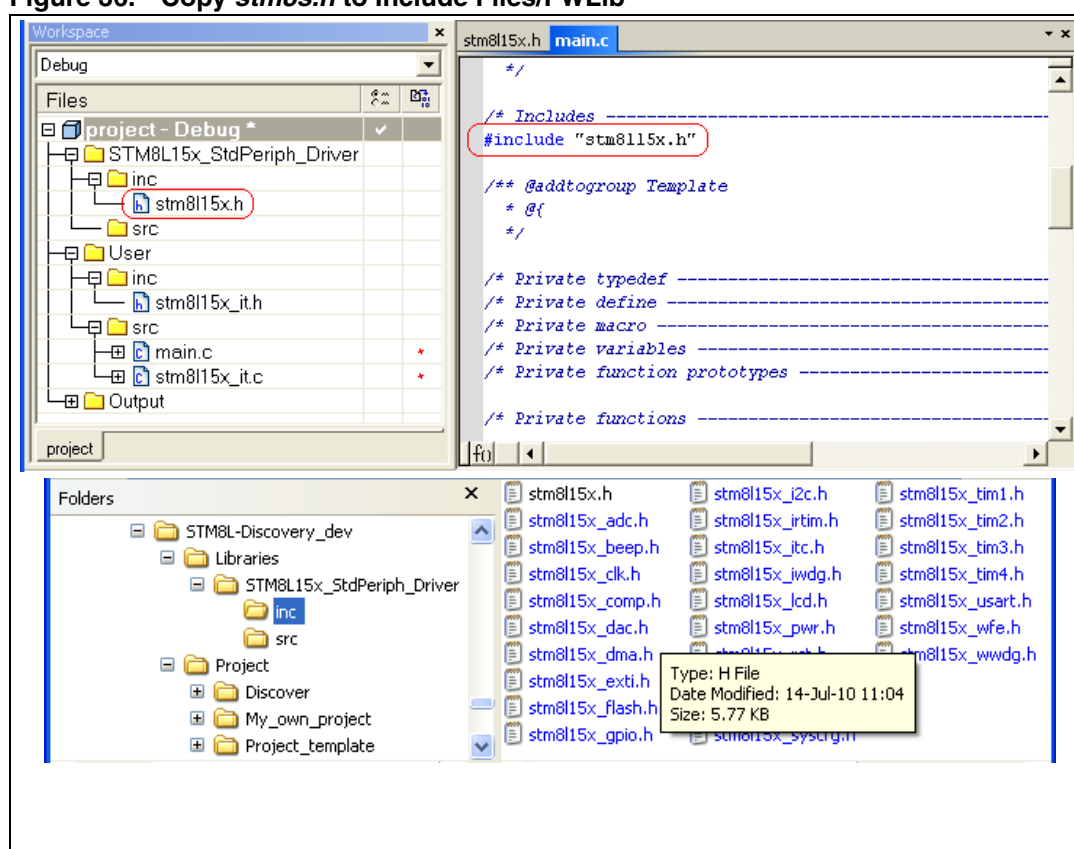 Figure Copy stm8s.h to Include Files/FWLib
Workspace
Debug
Files
project - Debug *
STM8L15x_StdPeriph_Driver
inc
stm8l15x.h
src
User
inc
stm8l15x_it.h
src
main.c *
stm8l15x_it.c *
Output
project
stm8l15x.h main.c
*/
/* Includes ------------------------------------
#include "stm8l15x.h"
/** @addtogroup Template
* @{
*/
/* Private typedef -----------------------------
/* Private define ------------------------------
/* Private macro -------------------------------
/* Private variables ---------------------------
/* Private function prototypes -----------------
/* Private functions ---------------------------
f()
Folders
STM8L-Discovery_dev
Libraries
STM8L15x_StdPeriph_Driver
inc
src
Project
Discover
My_own_project
Project_template
stm8l15x.h
stm8l15x_adc.h
stm8l15x_beep.h
stm8l15x_clk.h
stm8l15x_comp.h
stm8l15x_dac.h
stm8l15x_dma.h
stm8l15x_exti.h
stm8l15x_flash.h
stm8l15x_gpio.h
stm8l15x_i2c.h
stm8l15x_irtim.h
stm8l15x_itc.h
stm8l15x_iwdg.h
stm8l15x_lcd.h
stm8l15x_pwr.h
stm8l15x_tim1.h
stm8l15x_tim2.h
stm8l15x_tim3.h
stm8l15x_tim4.h
stm8l15x_usart.h
stm8l15x_wfe.h
stm8l15x_wwdg.h
Type: H File
Date Modified: 14-Jul-10 11:04
Size: 5.77 KB